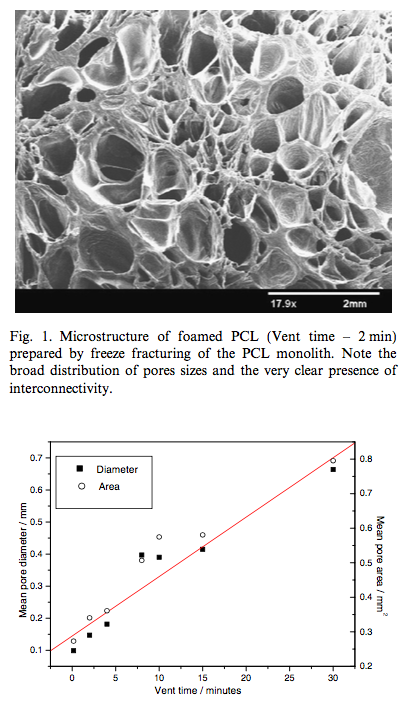 17.9x 2mm
Fig. 1. Microstructure of foamed PCL (Vent time – 2 min)
prepared by freeze fracturing of the PCL monolith. Note the
broad distribution of pores sizes and the very clear presence of
interconnectivity.
Diameter
Area
Mean pore diameter / mm
0.7
0.6
0.5
0.4
0.3
0.2
0.1
0.8
0.7
0.6
0.5
0.4
0.3
0.2
Mean pore area / mm²
0 5 10 15 20 25 30
Vent time / minutes